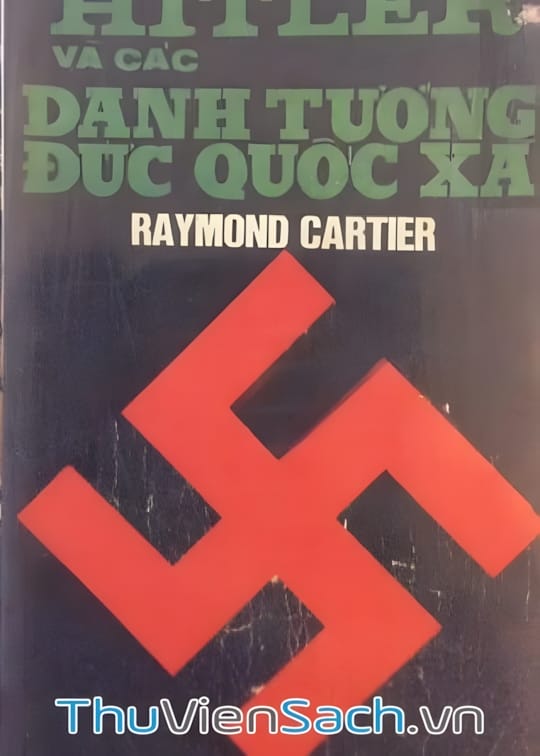 HITLER
VÀ CÁC
DANH TƯỚNG
ĐỨC QUỐC XÃ
RAYMOND CARTIER
ThuVienSach.vn